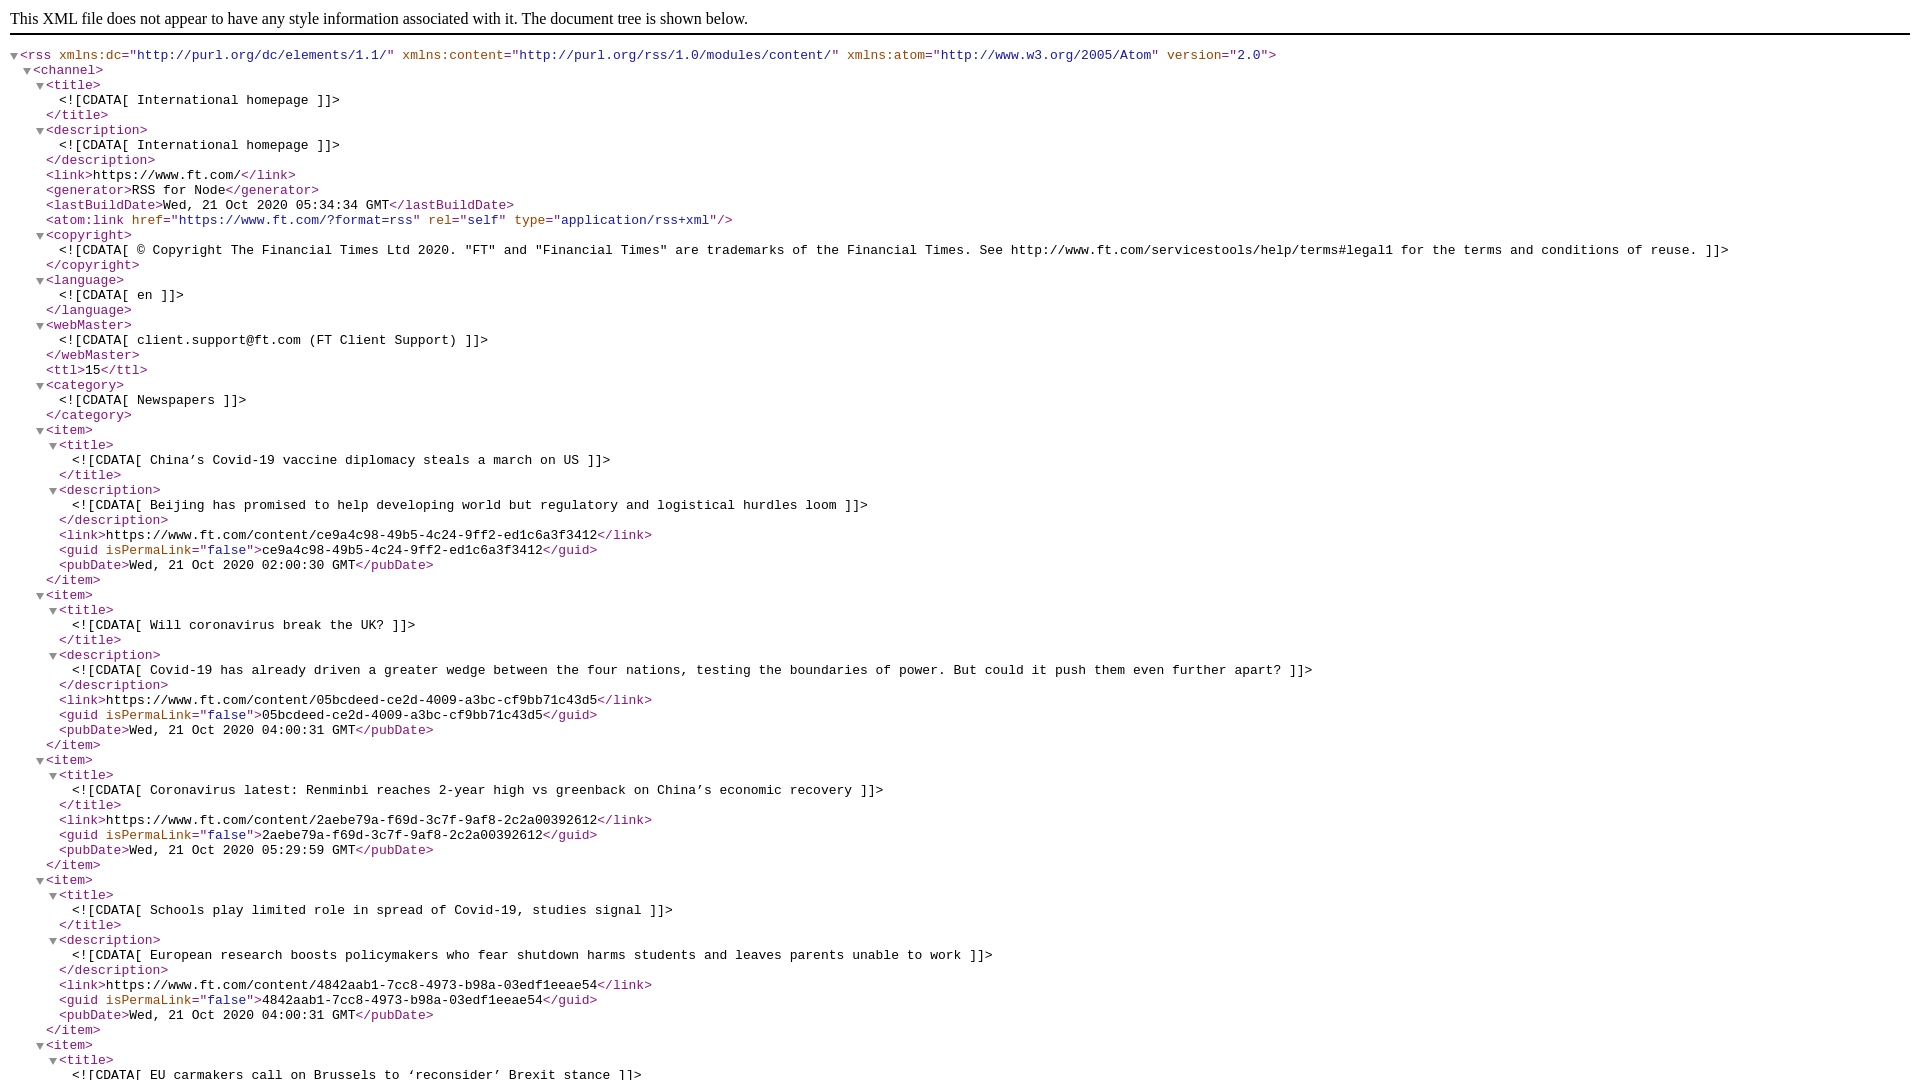 This XML file does not appear to have any style information associated with it. The document tree is shown below.
<rss xmlns:dc="http://purl.org/dc/elements/1.1/" xmlns:content="http://purl.org/rss/1.0/modules/content/" xmlns:atom="http://www.w3.org/2005/Atom" version="2.0">
<channel>
<title>
<![CDATA[ International homepage ]]>
</title>
<description>
<![CDATA[ International homepage ]]>
</description>
<link>https://www.ft.com/</link>
<generator>RSS for Node</generator>
<lastBuildDate>Wed, 21 Oct 2020 05:34:34 GMT</lastBuildDate>
<atom:link href="https://www.ft.com/?format=rss" rel="self" type="application/rss+xml"/>
<copyright>
<![CDATA[ © Copyright The Financial Times Ltd 2020. "FT" and "Financial Times" are trademarks of the Financial Times. See http://www.ft.com/servicestools/help/terms#legal1 for the terms and conditions of reuse. ]]>
</copyright>
<language>
<![CDATA[ en ]]>
</language>
<webMaster>
<![CDATA[ client.support@ft.com (FT Client Support) ]]>
</webMaster>
<ttl>15</ttl>
<category>
<![CDATA[ Newspapers ]]>
</category>
<item>
<title>
<![CDATA[ China’s Covid-19 vaccine diplomacy steals a march on US ]]>
</title>
<description>
<![CDATA[ Beijing has promised to help developing world but regulatory and logistical hurdles loom ]]>
</description>
<link>https://www.ft.com/content/ce9a4c98-49b5-4c24-9ff2-ed1c6a3f3412</link>
<guid isPermaLink="false">ce9a4c98-49b5-4c24-9ff2-ed1c6a3f3412</guid>
<pubDate>Wed, 21 Oct 2020 02:00:30 GMT</pubDate>
</item>
<item>
<title>
<![CDATA[ Will coronavirus break the UK? ]]>
</title>
<description>
<![CDATA[ Covid-19 has already driven a greater wedge between the four nations, testing the boundaries of power. But could it push them even further apart? ]]>
</description>
<link>https://www.ft.com/content/05bcdeed-ce2d-4009-a3bc-cf9bb71c43d5</link>
<guid isPermaLink="false">05bcdeed-ce2d-4009-a3bc-cf9bb71c43d5</guid>
<pubDate>Wed, 21 Oct 2020 04:00:31 GMT</pubDate>
</item>
<item>
<title>
<![CDATA[ Coronavirus latest: Renminbi reaches 2-year high vs greenback on China’s economic recovery ]]>
</title>
<link>https://www.ft.com/content/2aebe79a-f69d-3c7f-9af8-2c2a00392612</link>
<guid isPermaLink="false">2aebe79a-f69d-3c7f-9af8-2c2a00392612</guid>
<pubDate>Wed, 21 Oct 2020 05:29:59 GMT</pubDate>
</item>
<item>
<title>
<![CDATA[ Schools play limited role in spread of Covid-19, studies signal ]]>
</title>
<description>
<![CDATA[ European research boosts policymakers who fear shutdown harms students and leaves parents unable to work ]]>
</description>
<link>https://www.ft.com/content/4842aab1-7cc8-4973-b98a-03edf1eeae54</link>
<guid isPermaLink="false">4842aab1-7cc8-4973-b98a-03edf1eeae54</guid>
<pubDate>Wed, 21 Oct 2020 04:00:31 GMT</pubDate>
</item>
<item>
<title>
<![CDATA[ EU carmakers call on Brussels to ‘reconsider’ Brexit stance ]]>